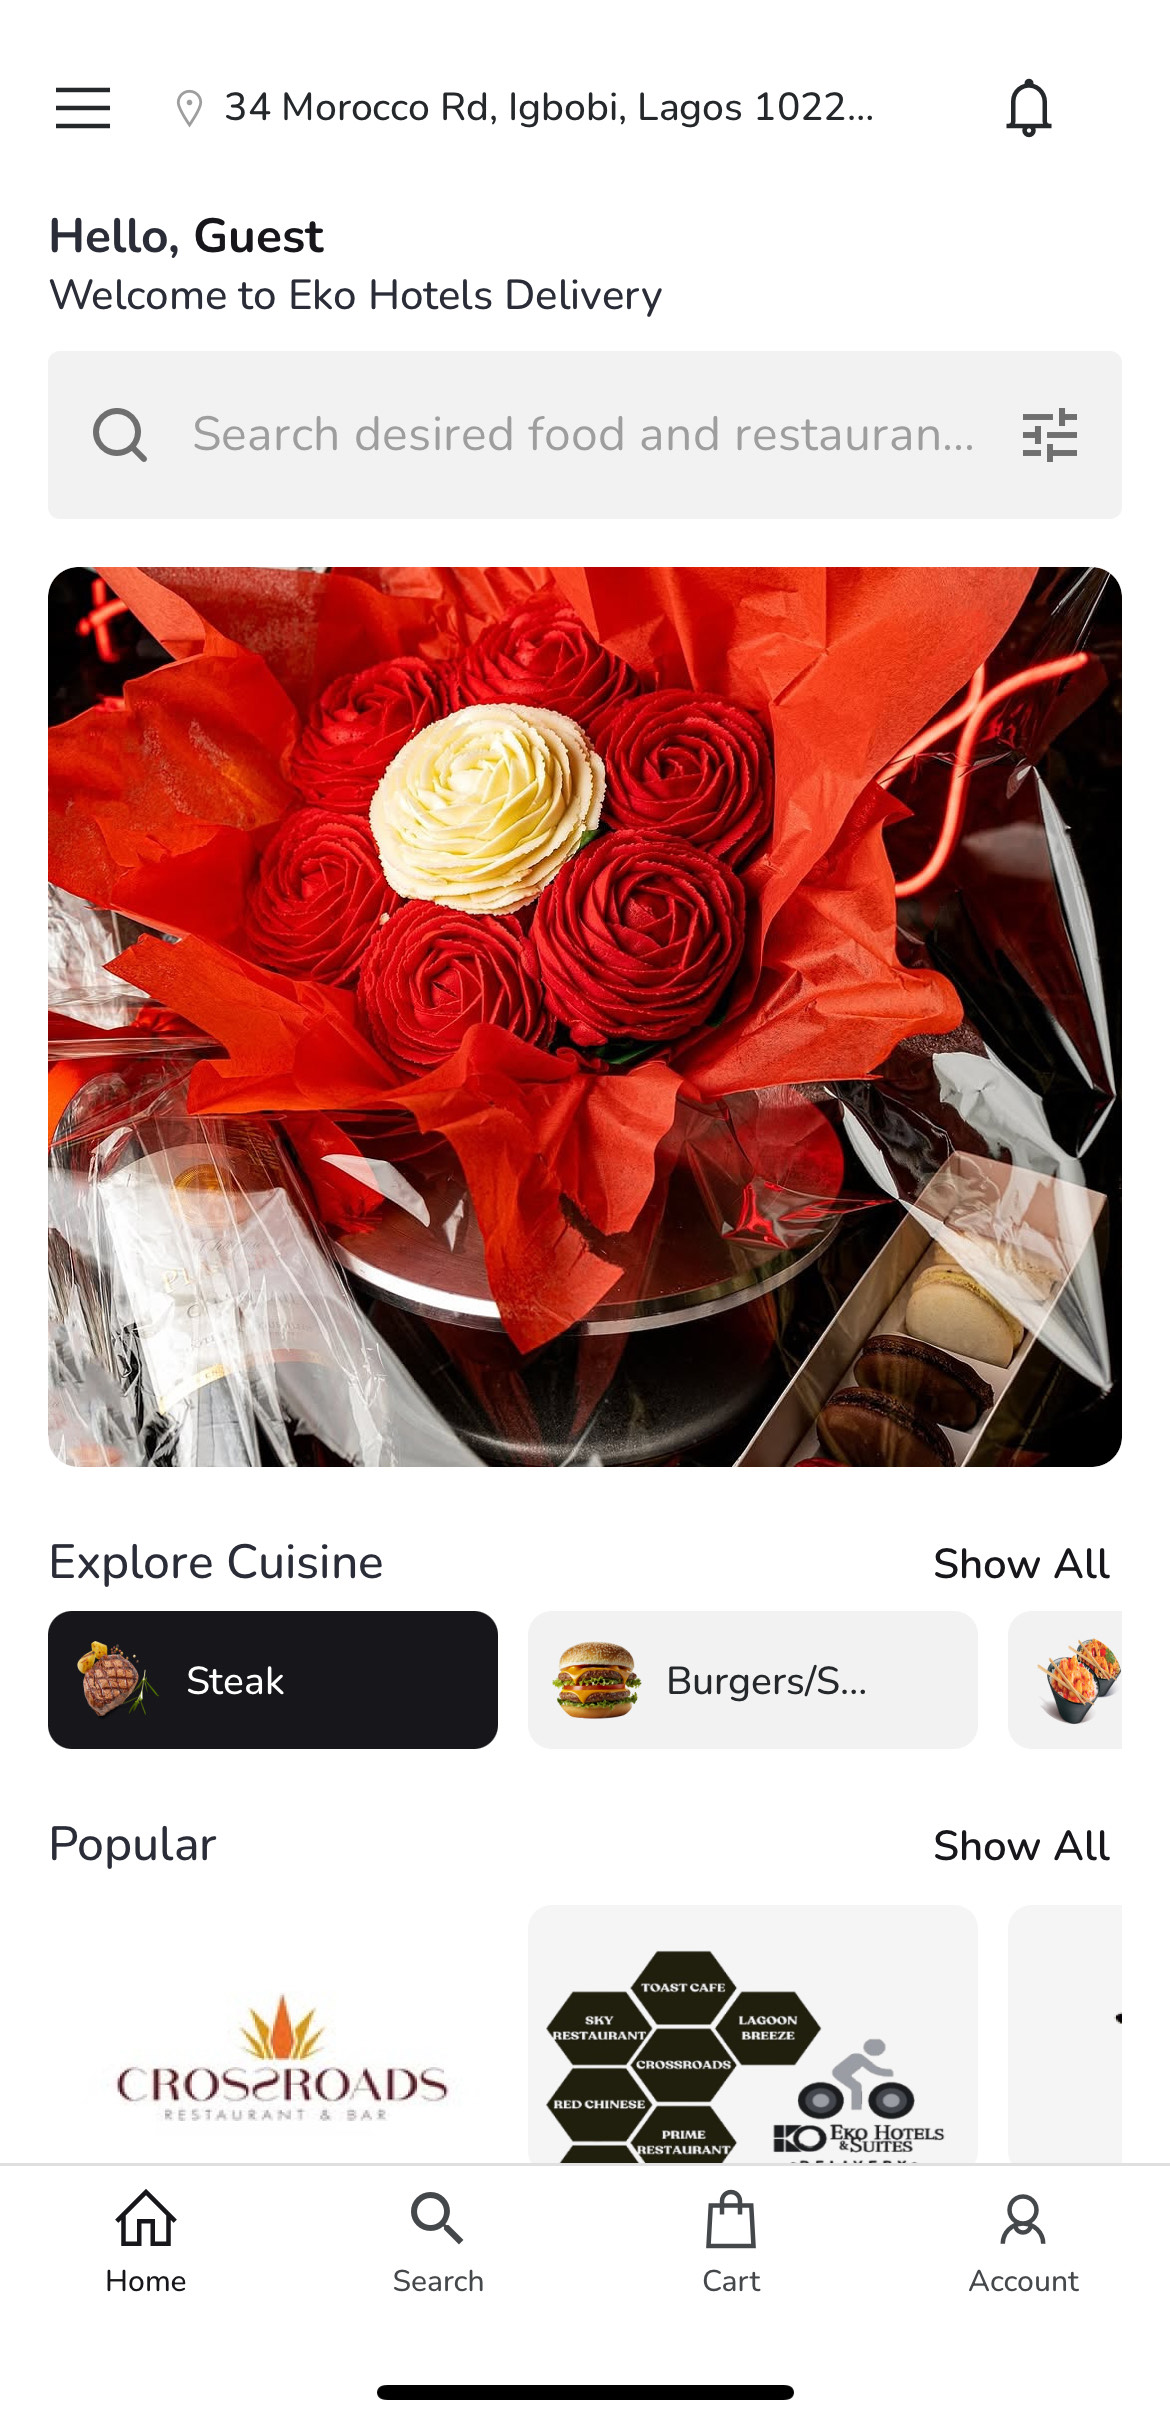 34 Morocco Rd, Igbobi, Lagos 1022...
Hello, Guest
Welcome to Eko Hotels Delivery
Search desired food and restauran...
Explore Cuisine
Show All
Steak
Burgers/S...
Popular
Show All
CROSSROADS
RESTAURANT & BAR
TOAST CAFE
SKY
RESTAURANT
LAGOON
BREEZE
CROSSROADS
RED CHINESE
PRIME
RESTAURANT
EKO HOTELS
& SUITES
Home
Search
Cart
Account